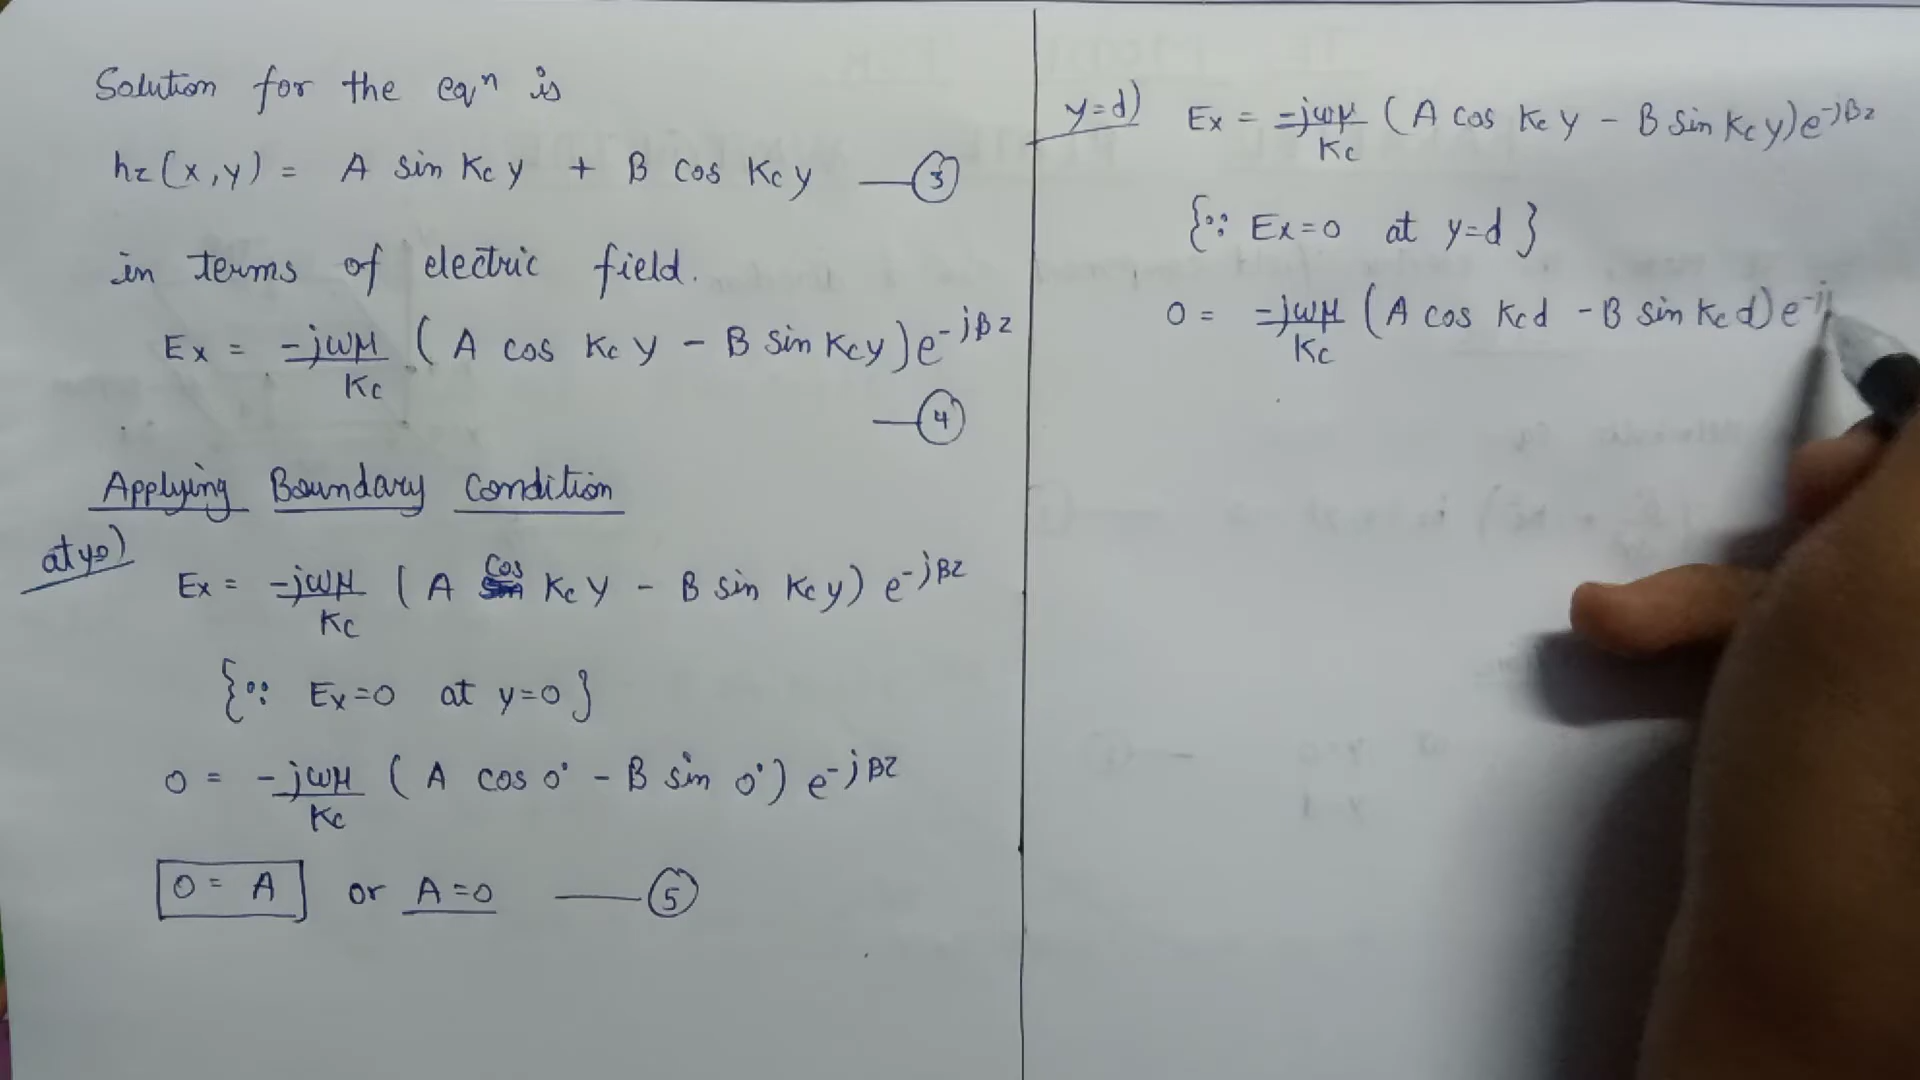 Solution for the eqⁿ is
hz(x,y) = A sin Kc y + B cos Kc y —③
in terms of electric field.
Ex = -jωμ/Kc (A cos Kc y - B sin Kc y) e^-jβz
—④
Applying Boundary Condition
at y=0)
Ex = -jωμ/Kc (A cos Kc y - B sin Kc y) e^-jβz
{∵ Ex=0 at y=0}
0 = -jωμ/Kc (A cos 0° - B sin 0°) e^-jβz
0 = A or A=0 —⑤
y=d) Ex = -jωμ/Kc (A cos Kc y - B sin Kc y) e^-jβz
{∵ Ex=0 at y=d}
0 = -jωμ/Kc (A cos Kc d - B sin Kc d) e^-j